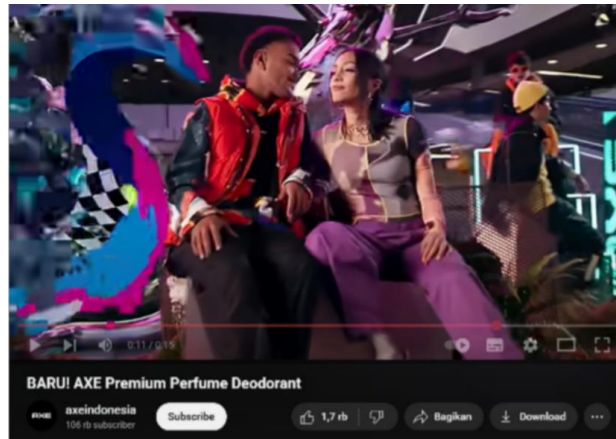 0:11 / 0:15
BARU! AXE Premium Perfume Deodorant
AXE
axeindonesia
106 rb subscriber
Subscribe
1,7 rb
Bagikan
Download